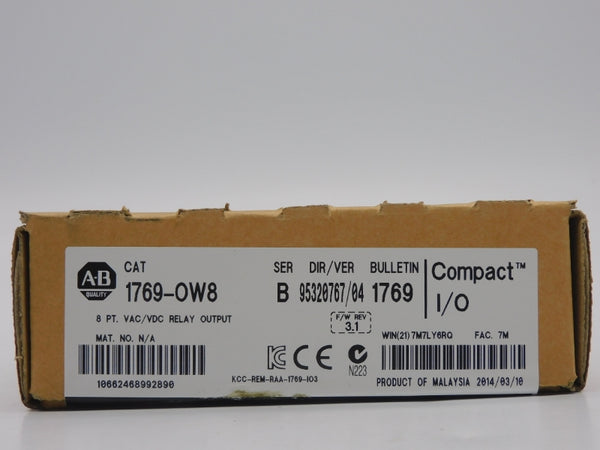 A-B
QUALITY
CAT
1769-OW8
8 PT. VAC/VDC RELAY OUTPUT
MAT. NO. N/A
10662468992890
SER DIR/VER BULLETIN
B 95320767/04 1769
F/W REV
3.1
KCC-REM-RAA-1769-IO3
CE
N223
Compact™
I/O
WIN(21)7M7LY6RQ FAC. 7M
PRODUCT OF MALAYSIA 2014/03/10